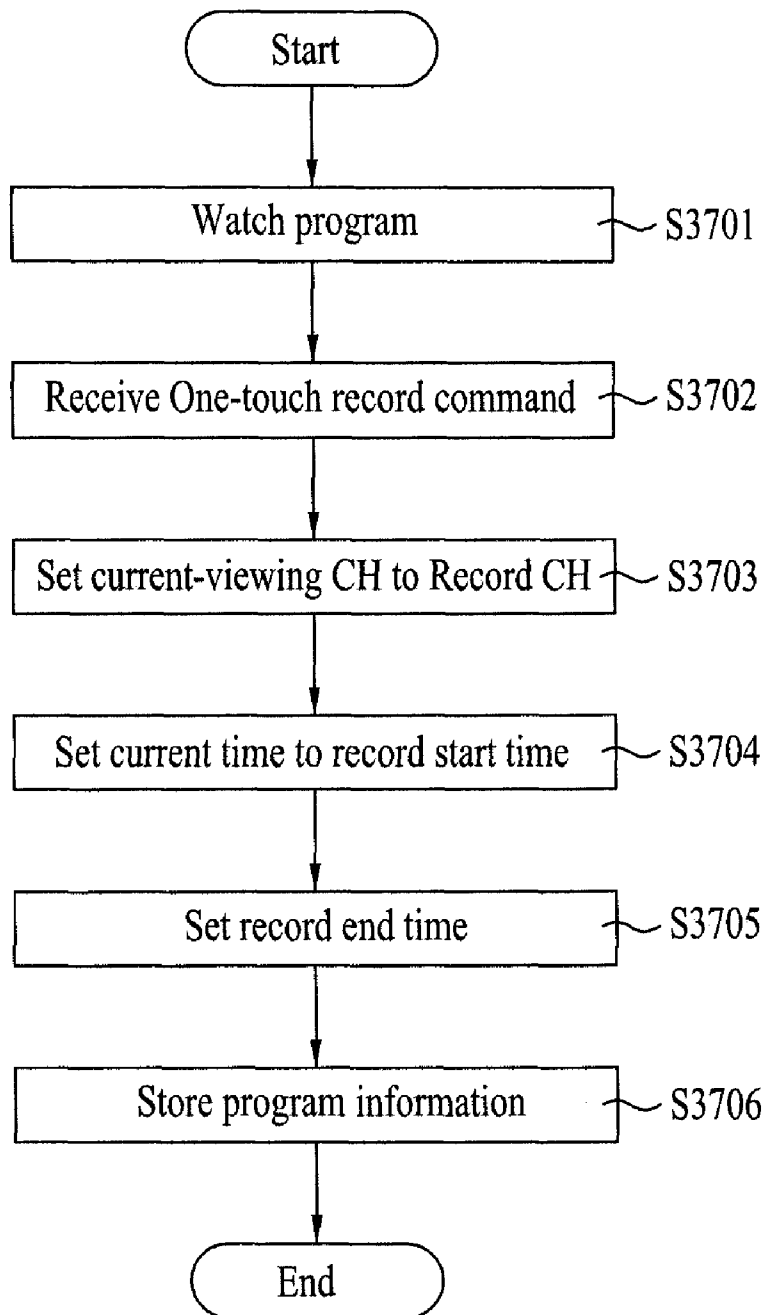 Start
Watch program S3701
Receive One-touch record command S3702
Set current-viewing CH to Record CH S3703
Set current time to record start time S3704
Set record end time S3705
Store program information S3706
End